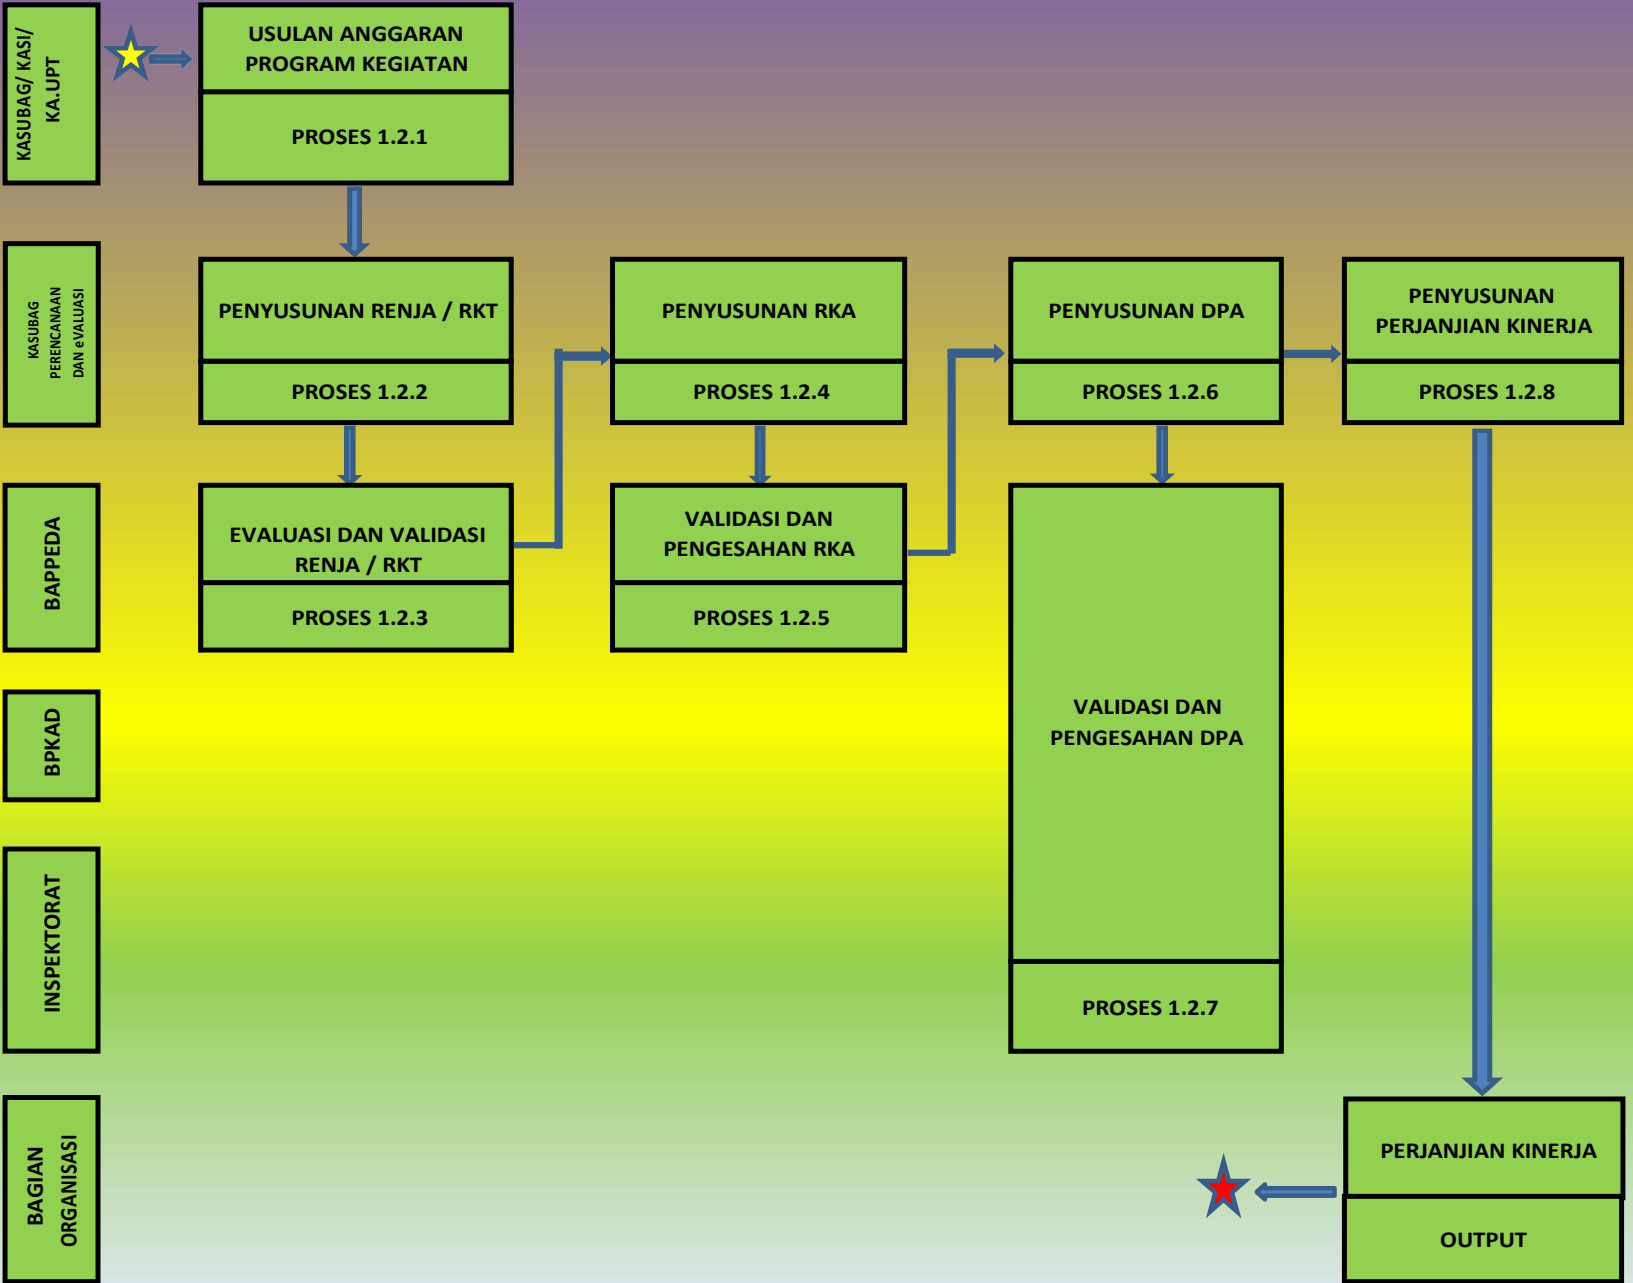 KASUBAG/ KASI/
KA.UPT
USULAN ANGGARAN
PROGRAM KEGIATAN
PROSES 1.2.1
KASUBAG
PERENCANAAN
DAN eVALUASI
PENYUSUNAN RENJA / RKT
PROSES 1.2.2
PENYUSUNAN RKA
PROSES 1.2.4
PENYUSUNAN DPA
PROSES 1.2.6
PENYUSUNAN
PERJANJIAN KINERJA
PROSES 1.2.8
BAPPEDA
EVALUASI DAN VALIDASI
RENJA / RKT
PROSES 1.2.3
VALIDASI DAN
PENGESAHAN RKA
PROSES 1.2.5
BPKAD
VALIDASI DAN
PENGESAHAN DPA
INSPEKTORAT
PROSES 1.2.7
BAGIAN
ORGANISASI
PERJANJIAN KINERJA
OUTPUT